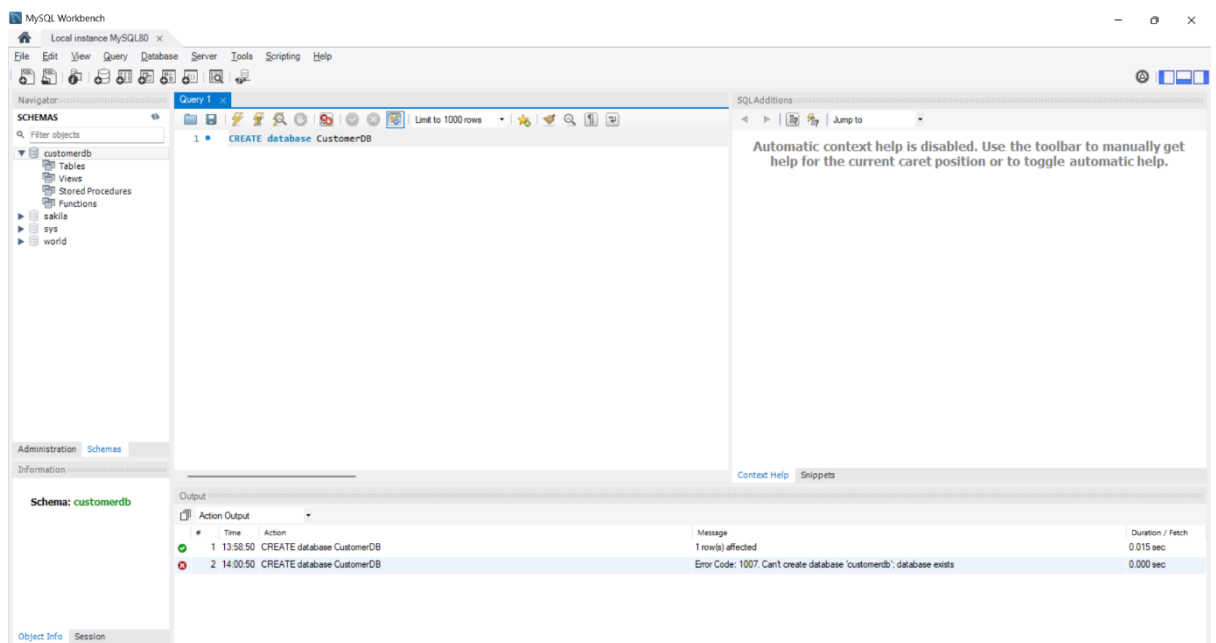 MySQL Workbench
Local instance MySQL80 ×
File Edit View Query Database Server Tools Scripting Help
Navigator
SCHEMAS
Filter objects
customerdb
Tables
Views
Stored Procedures
Functions
sakila
sys
world
Administration Schemas
Information
Schema: customerdb
Object Info Session
Query 1 ×
Limit to 1000 rows
1 CREATE database CustomerDB
SQLAdditions
Jump to
Automatic context help is disabled. Use the toolbar to manually get
help for the current caret position or to toggle automatic help.
Context Help Snippets
Output
Action Output
# Time Action Message Duration / Fetch
1 13:58:50 CREATE database CustomerDB 1 row(s) affected 0.015 sec
2 14:00:50 CREATE database CustomerDB Error Code: 1007. Can't create database 'customerdb'; database exists 0.000 sec